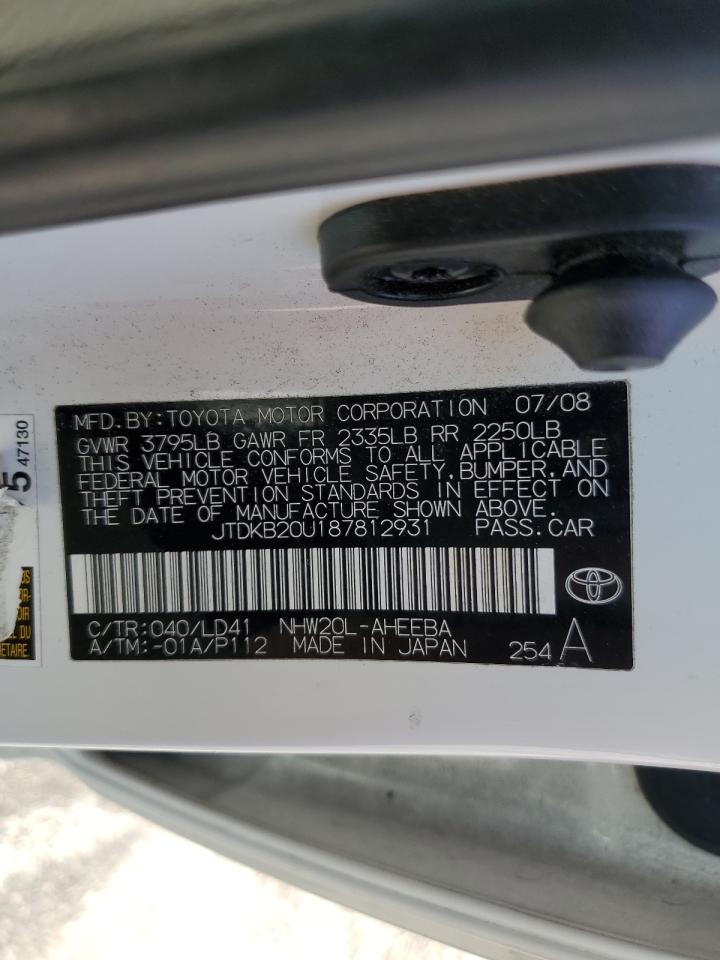 MFD.BY:TOYOTA MOTOR CORPORATION 07/08
GVWR 3795LB GAWR FR 2335LB RR 2250LB
THIS VEHICLE CONFORMS TO ALL APPLICABLE
FEDERAL MOTOR VEHICLE SAFETY,BUMPER,AND
THEFT PREVENTION STANDARDS IN EFFECT ON
THE DATE OF MANUFACTURE SHOWN ABOVE.
JTDKB20U187812931 PASS.CAR
C/TR:040/LD41 NHW20L-AHEEBA
A/TM:-01A/P112 MADE IN JAPAN 254 A
5
47130
DU